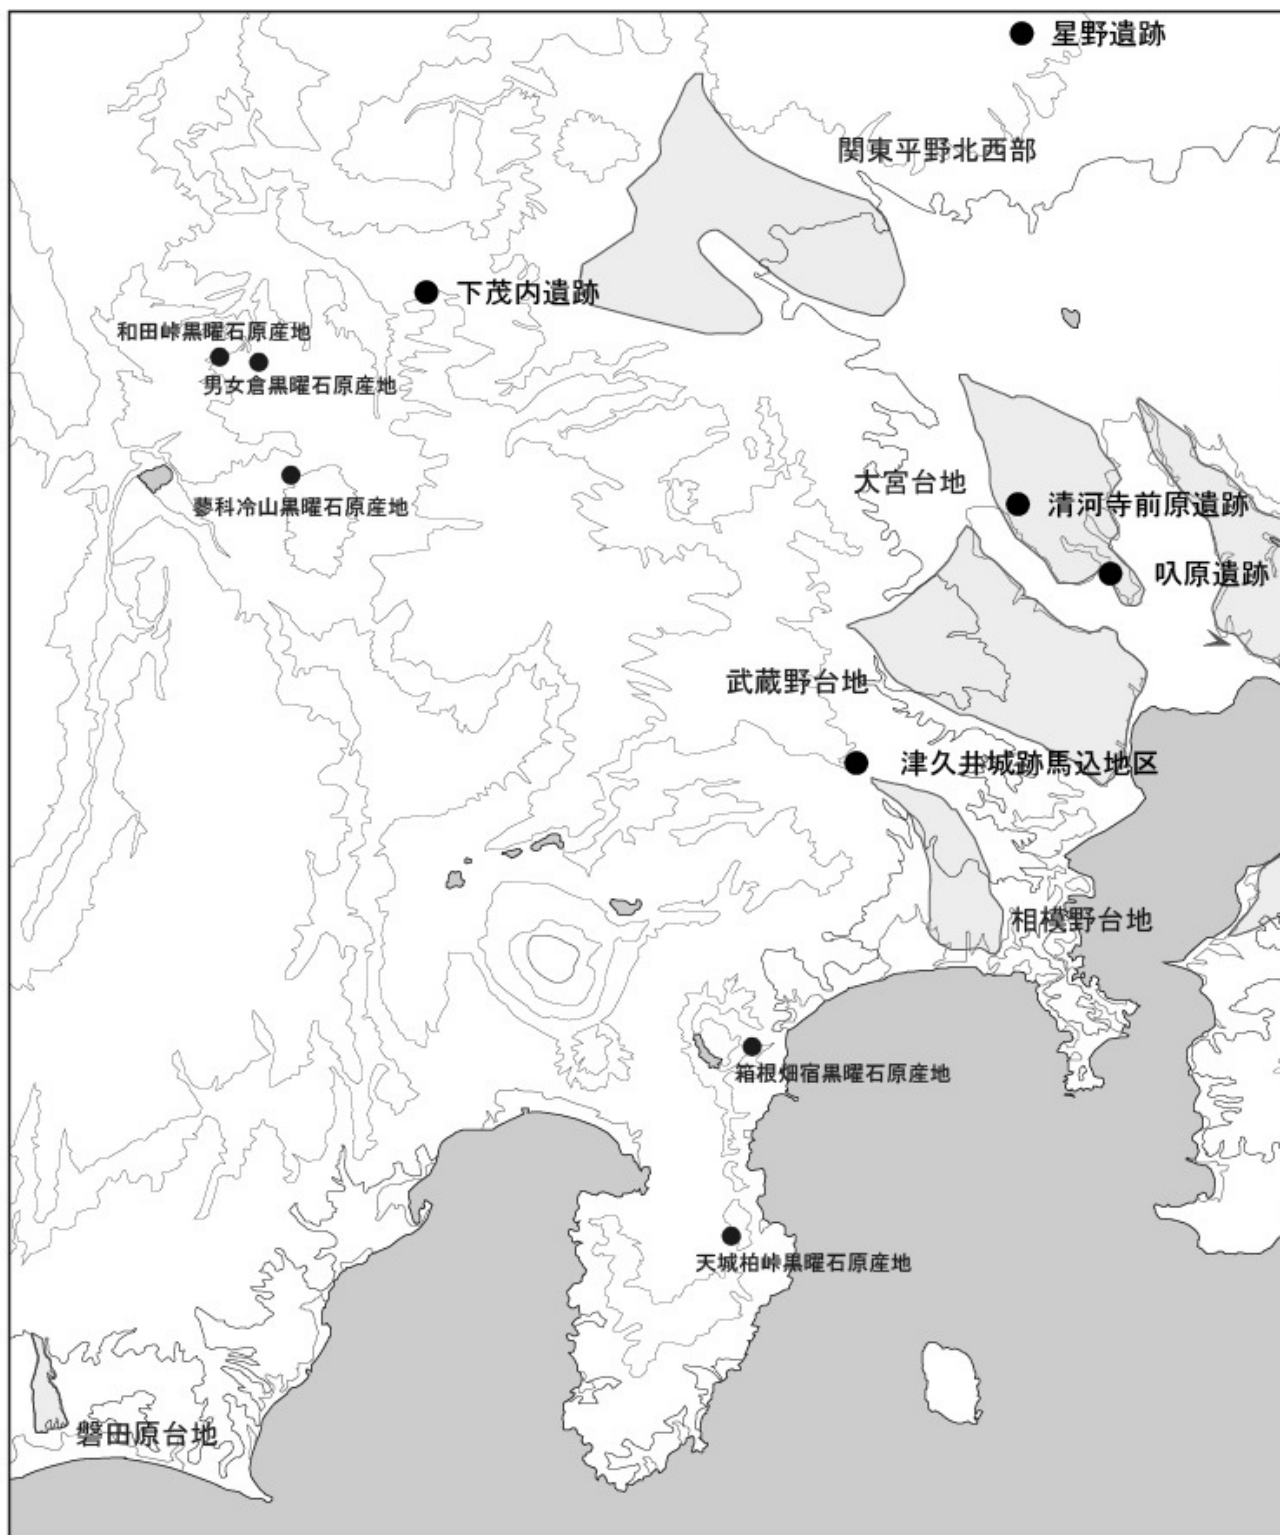 星野遺跡
関東平野北西部
下茂内遺跡
和田峠黒曜石原産地
男女倉黒曜石原産地
大宮台地
清河寺前原遺跡
蓼科冷山黒曜石原産地
叺原遺跡
武蔵野台地
津久井城跡馬込地区
相模野台地
箱根畑宿黒曜石原産地
天城柏峠黒曜石原産地
磐田原台地